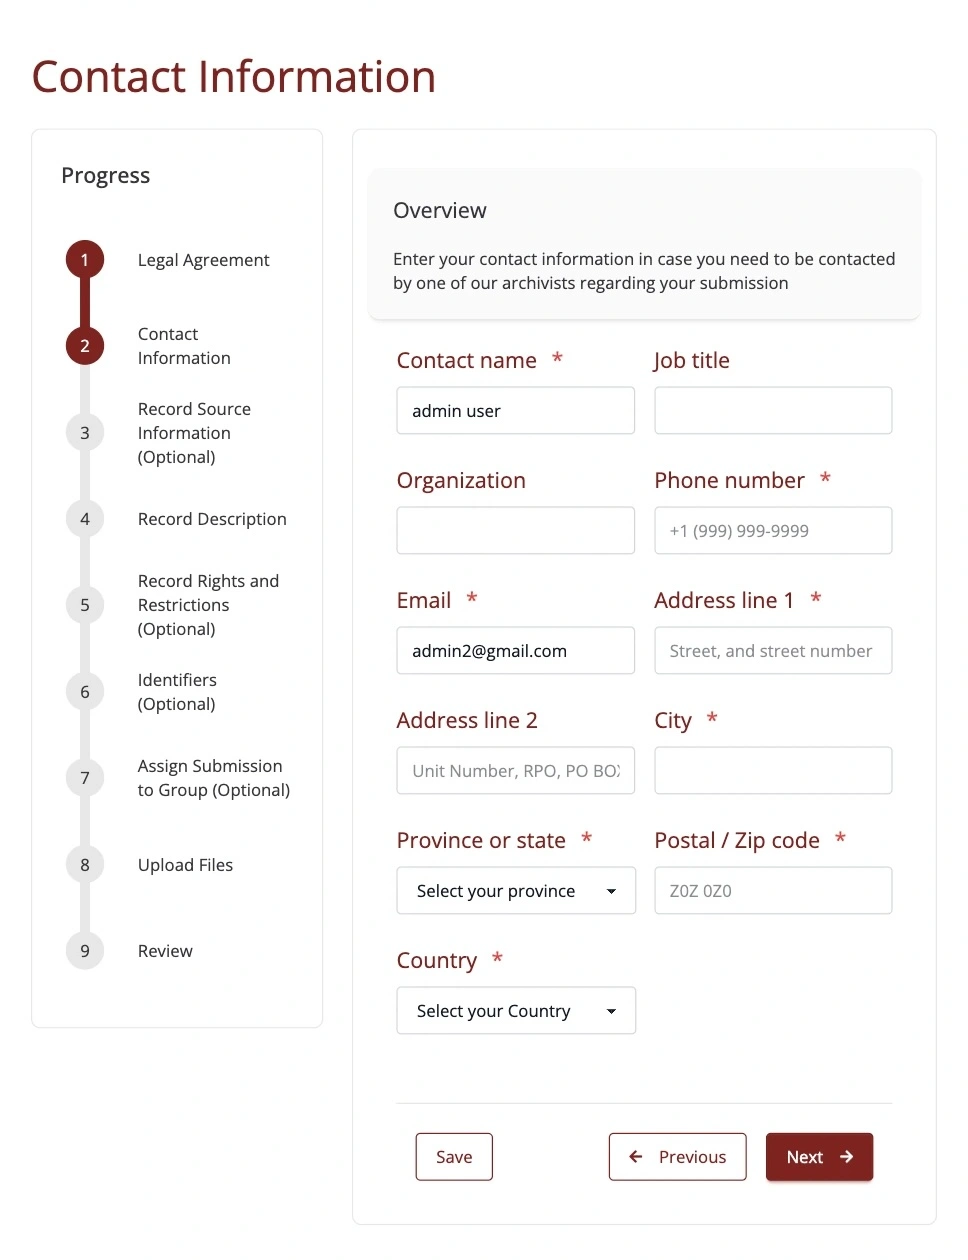 Contact Information
Progress
1
Legal Agreement
2
Contact
Information
3
Record Source
Information
(Optional)
4
Record Description
5
Record Rights and
Restrictions
(Optional)
6
Identifiers
(Optional)
7
Assign Submission
to Group (Optional)
8
Upload Files
9
Review
Overview
Enter your contact information in case you need to be contacted
by one of our archivists regarding your submission
Contact name *
admin user
Job title
Organization
Phone number *
+1 (999) 999-9999
Email *
admin2@gmail.com
Address line 1 *
Street, and street number
Address line 2
Unit Number, RPO, PO BOX
City *
Province or state *
Select your province
Postal / Zip code *
Z0Z 0Z0
Country *
Select your Country
Save
← Previous
Next →